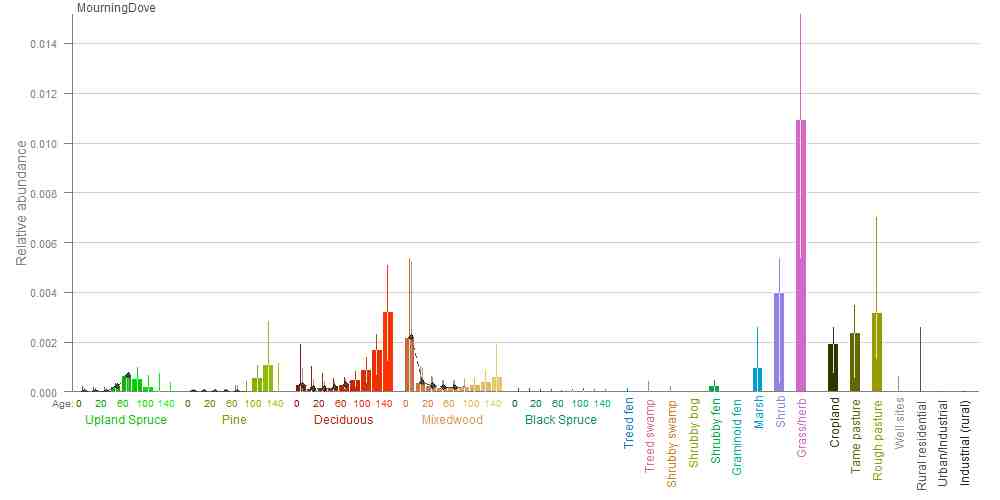 MourningDove
Relative abundance
0.014
0.012
0.010
0.008
0.006
0.004
0.002
0.000
Age: 0 20 60 100 140 0 20 60 100 140 0 20 60 100 140 0 20 60 100 140 0 20 60 100 140
Upland Spruce Pine Deciduous Mixedwood Black Spruce
Treed fen
Treed swamp
Shrubby swamp
Shrubby bog
Shrubby fen
Graminoid fen
Marsh
Shrub
Grass/herb
Cropland
Tame pasture
Rough pasture
Well sites
Rural residential
Urban/Industrial
Industrial (rural)